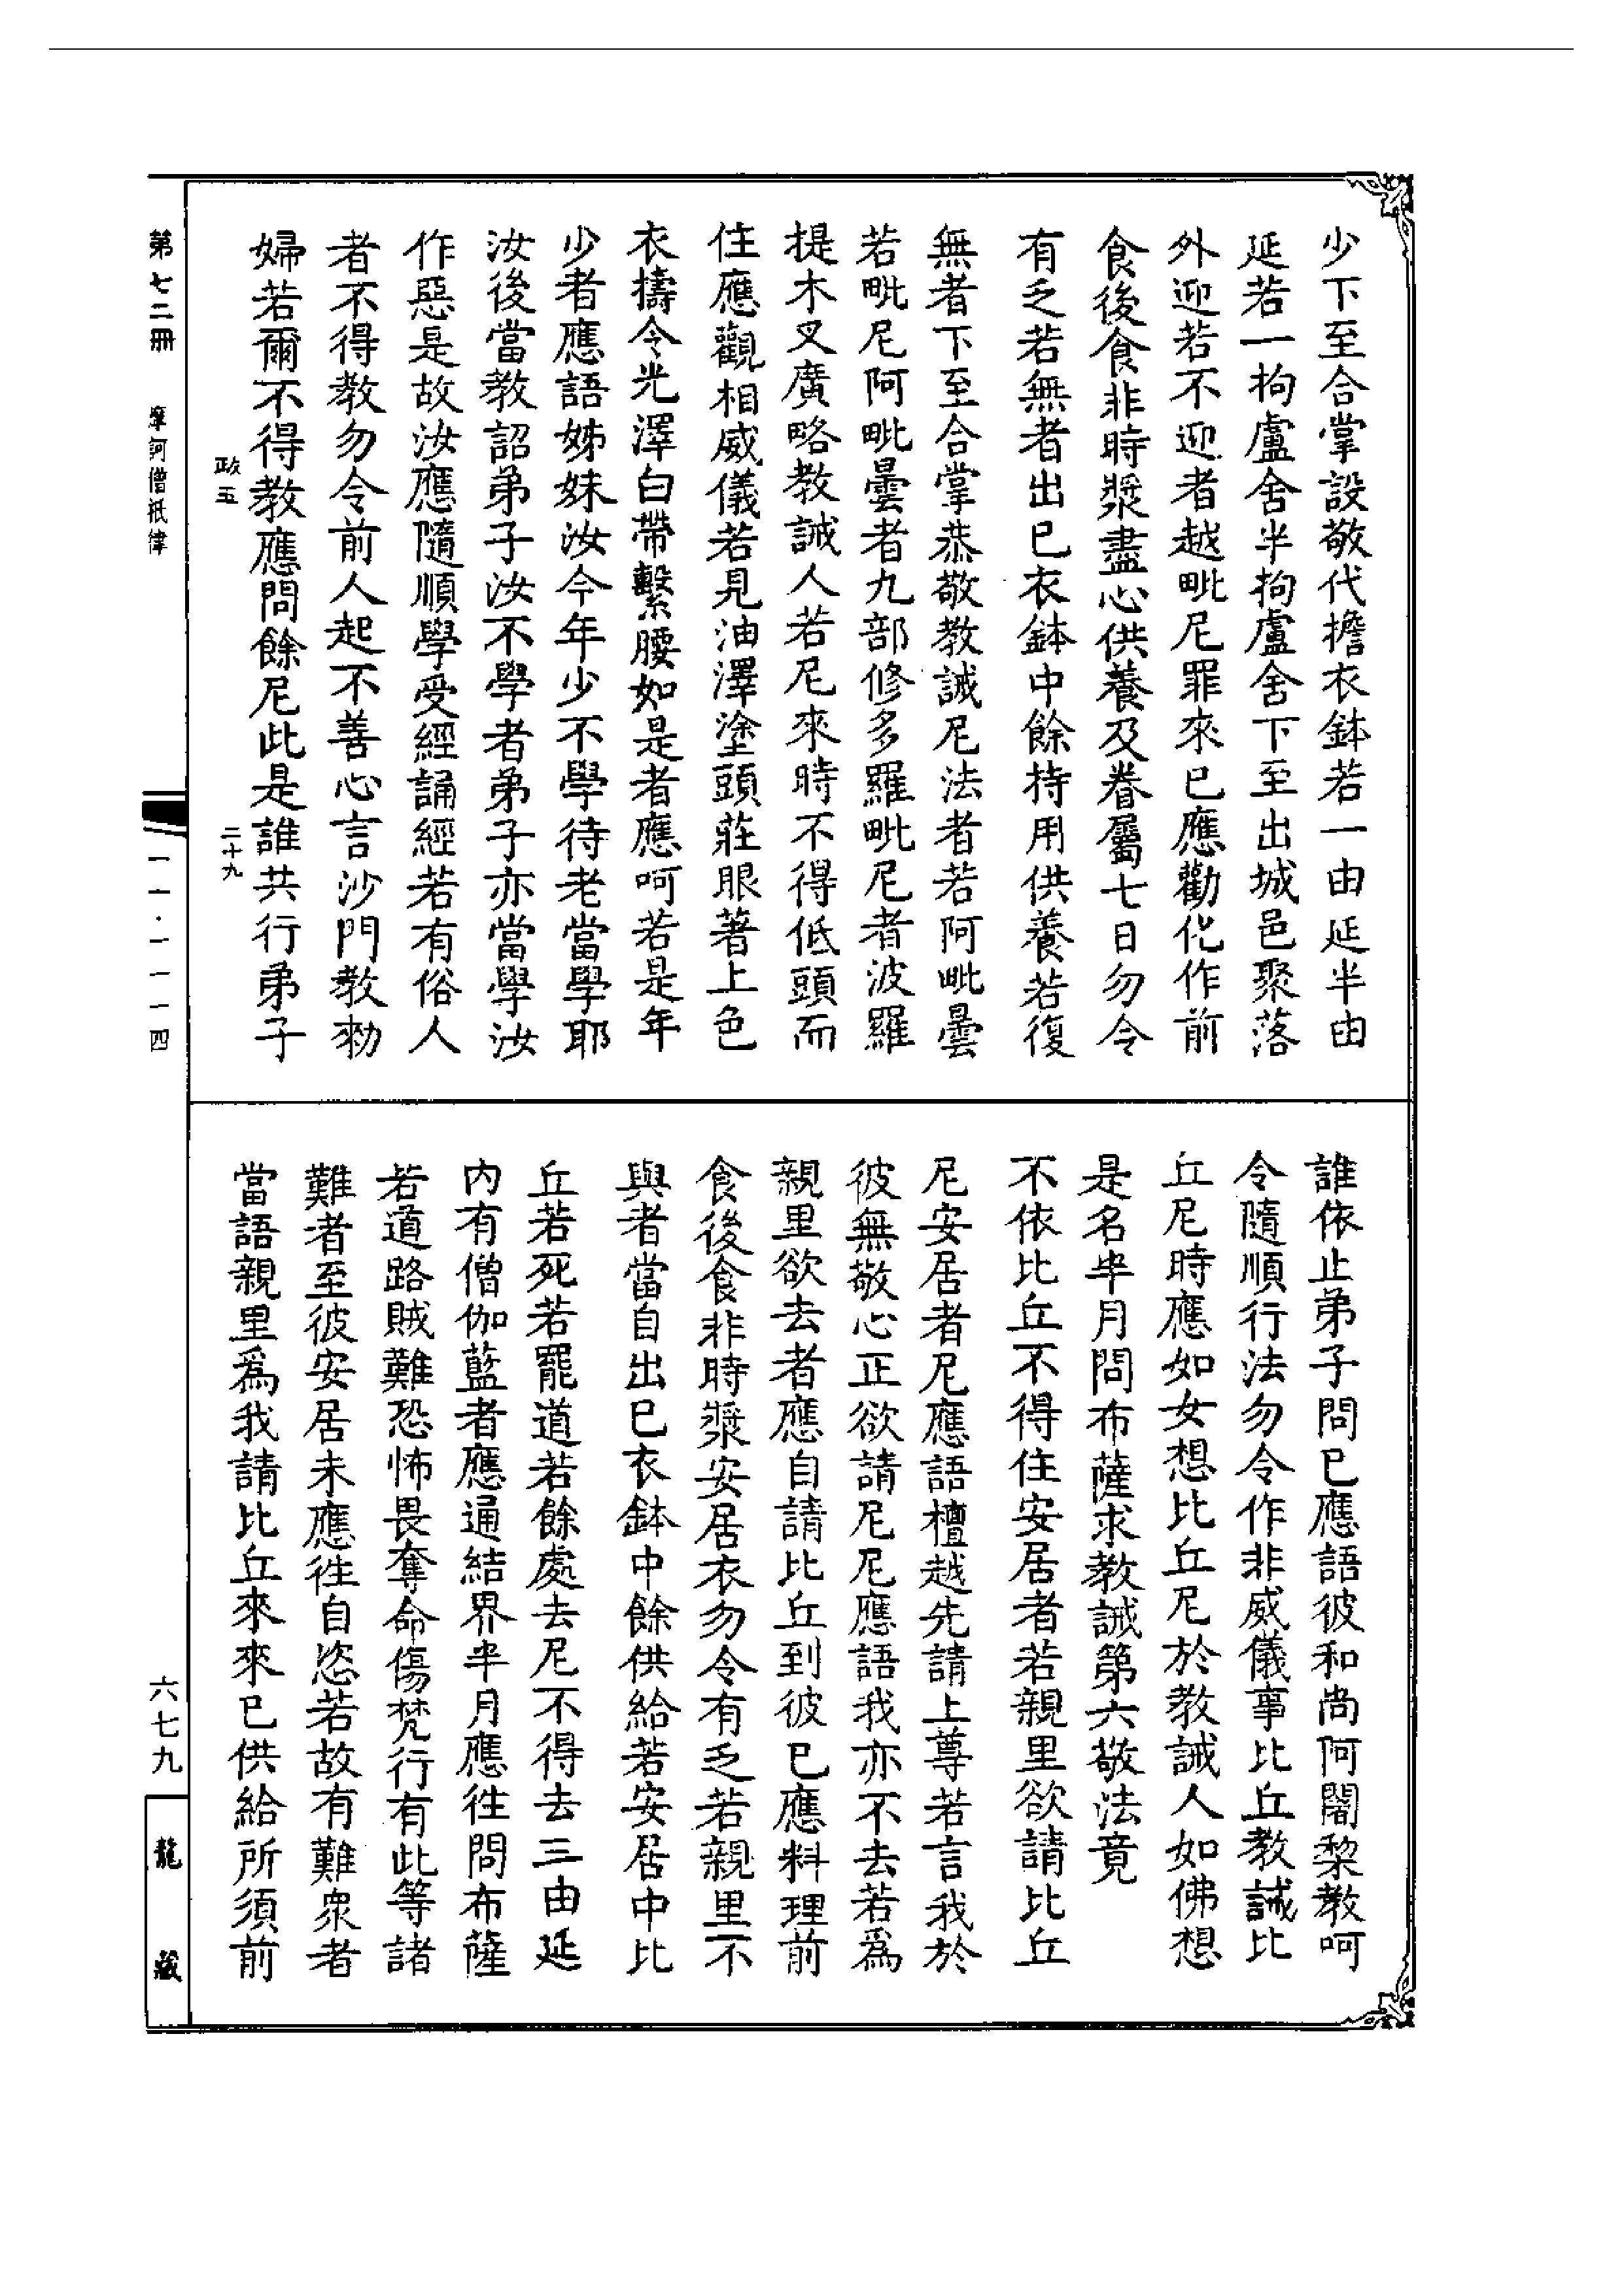 少下至合掌設敬代擔衣鉢若一由延半由
延若一拘盧舍半拘盧舍下至出城邑聚落
外迎若不迎者越毗尼罪來已應勸化作前
食後食非時漿盡心供養及眷屬七日勿令
有乏若無者出已衣鉢中餘持用供養若復
無者下至合掌恭敬教誡尼法者若阿毗曇
若毗尼阿毗曇者九部修多羅毗尼者波羅
提木叉廣略教誡人若尼來時不得低頭而
住應觀相威儀若見油澤塗頭莊眼著上色
衣擣令光澤白帶繫腰如是者應呵若是年
少者應語姊妹汝今年少不學待老當學耶
汝後當教詔弟子汝不學者弟子亦當學汝
作惡是故汝應隨順學受經誦經若有俗人
者不得教勿令前人起不善心言沙門教勑
婦若爾不得教應問餘尼此是誰共行弟子
誰依止弟子問已應語彼和尚阿闍黎教呵
令隨順行法勿令作非威儀事比丘教誡比
丘尼時應如女想比丘尼於教誡人如佛想
是名半月問布薩求教誡第六敬法竟
不依比丘不得住安居者若親里欲請比丘
尼安居者尼應語檀越先請上尊若言我於
彼無敬心正欲請尼尼應語我亦不去若爲
親里欲去者應自請比丘到彼已應料理前
食後食非時漿安居衣勿令有乏若親里不
與者當自出已衣鉢中餘供給若安居中比
丘若死若罷道若餘處去尼不得去三由延
内有僧伽藍者應通結界半月應往問布薩
若道路賊難恐怖畏奪命傷梵行有此等諸
難者至彼安居未應往自恣若故有難衆者
當語親里爲我請比丘來來已供給所須前
第七二冊 摩訶僧祇律
政五
二十九
一一·一一一四
六七九
龍藏